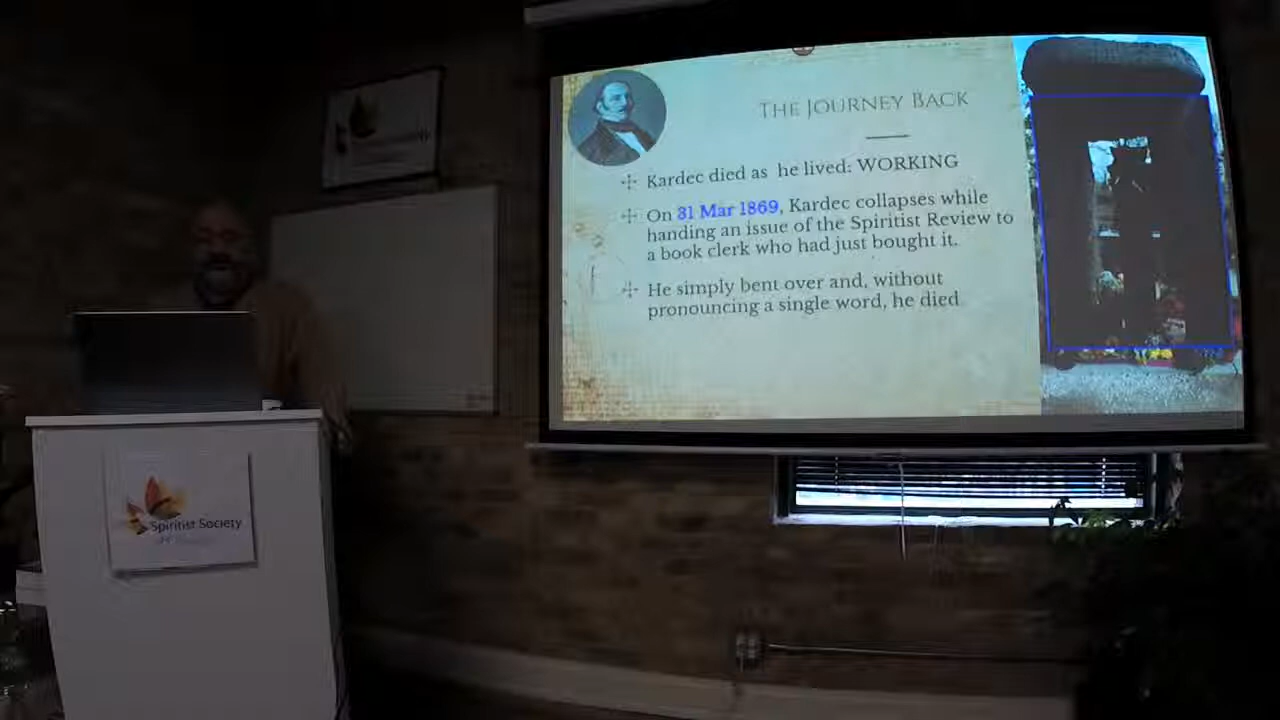 THE JOURNEY BACK
Kardec died as he lived: WORKING
On 31 Mar 1869, Kardec collapses while
handing an issue of the Spiritist Review to
a book clerk who had just bought it.
He simply bent over and, without
pronouncing a single word, he died
Spiritist Society